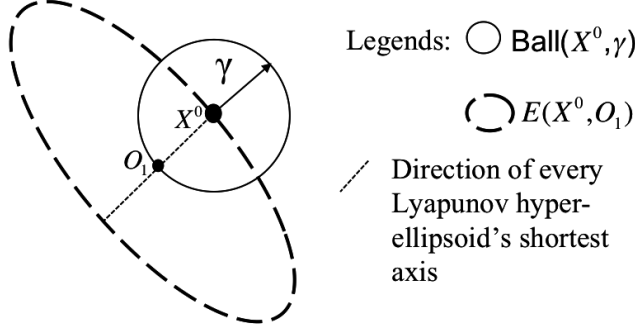 Legends: Ball(X⁰,γ)
γ
X⁰
E(X⁰,O₁)
O₁
Direction of every
Lyapunov hyper-
ellipsoid's shortest
axis